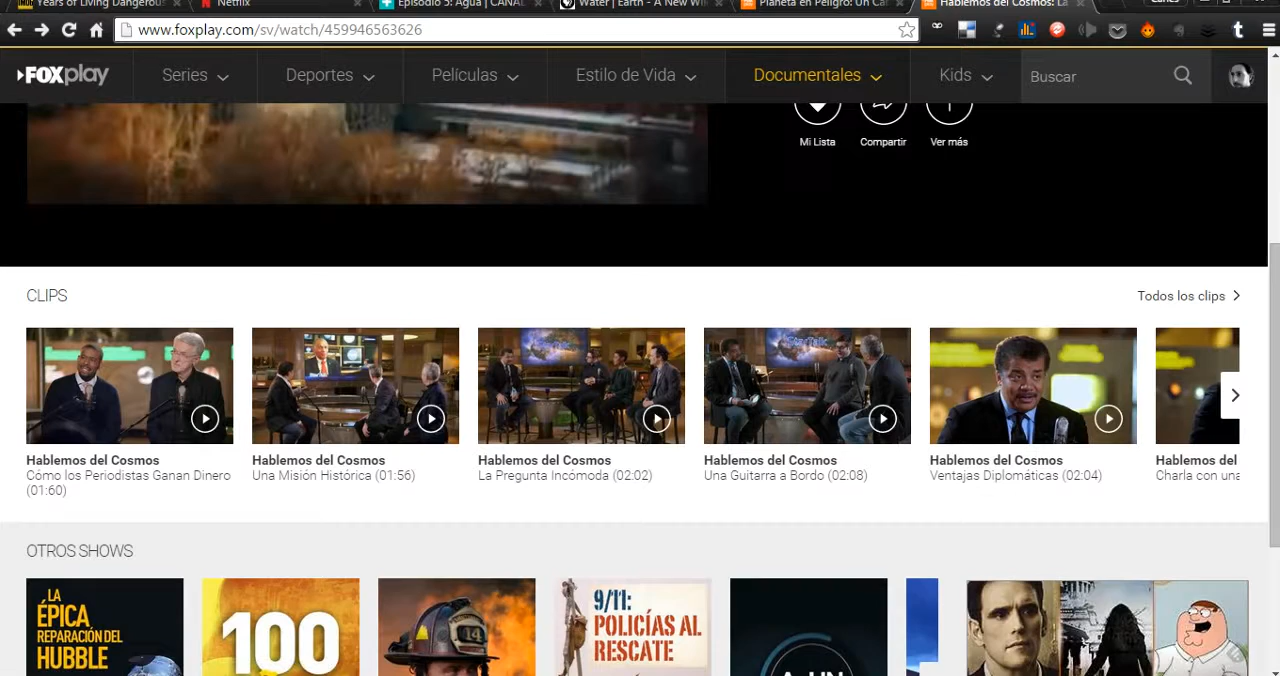 Years of Living Dangerous
Netflix
Episodio 5: Agua | CANAL
Water | Earth - A New Wi
Planeta en Peligro: Un Ca
Hablemos del Cosmos: La
www.foxplay.com/sv/watch/459946563626
FOXplay
Series
Deportes
Películas
Estilo de Vida
Documentales
Kids
Buscar
Mi Lista
Compartir
Ver más
CLIPS
Todos los clips
StarTalk
Hablemos del Cosmos
Cómo los Periodistas Ganan Dinero
(01:60)
Hablemos del Cosmos
Una Misión Histórica (01:56)
Hablemos del Cosmos
La Pregunta Incómoda (02:02)
Hablemos del Cosmos
Una Guitarra a Bordo (02:08)
Hablemos del Cosmos
Ventajas Diplomáticas (02:04)
Hablemos del
Charla con una
OTROS SHOWS
LA
ÉPICA
REPARACIÓN DEL
HUBBLE
100
14
9/11:
POLICÍAS AL
RESCATE
A UN